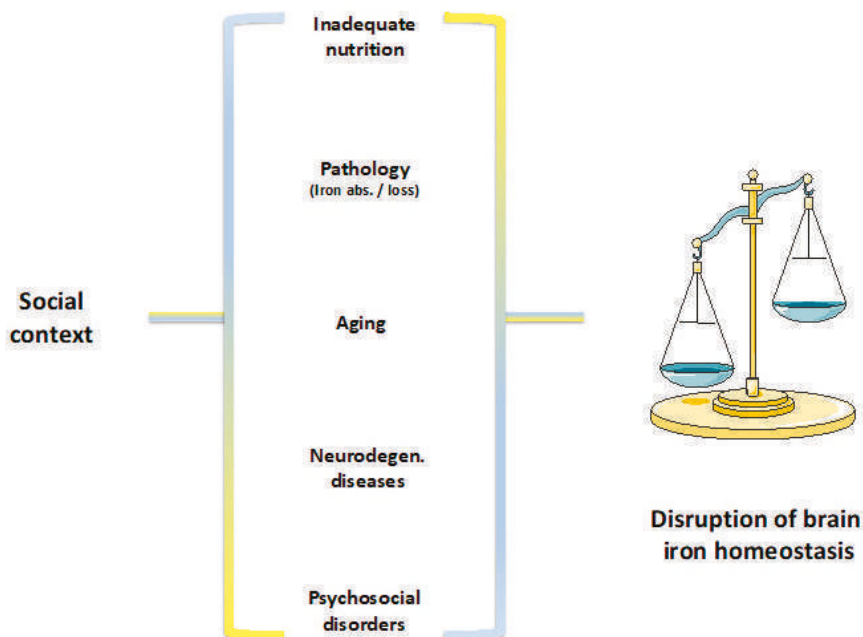 Inadequate
nutrition
Pathology
(Iron abs. / loss)
Social
context
Aging
Neurodegen.
diseases
Disruption of brain
iron homeostasis
Psychosocial
disorders